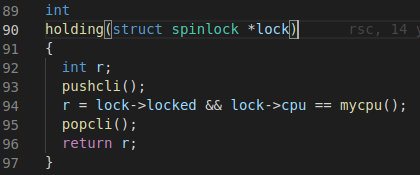 89 int
90 holding(struct spinlock *lock) rsc, 14 y
91 {
92 int r;
93 pushcli();
94 r = lock->locked && lock->cpu == mycpu();
95 popcli();
96 return r;
97 }